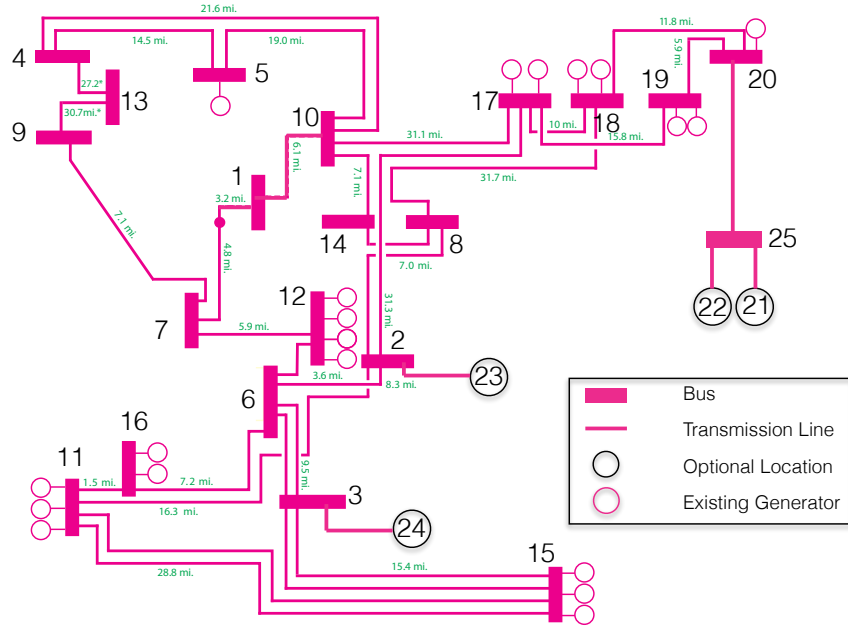 21.6 mi.
11.8 mi.
14.5 mi.
19.0 mi.
5.9 mi.
4
5
20
27.2*
13
19
17
18
30.7mi.*
10
9
31.1 mi.
10 mi.
15.8 mi.
6.1 mi.
1
7.1 mi.
31.7 mi.
3.2 mi.
7.1 mi.
14
8
25
4.8 mi.
7.0 mi.
22
21
12
31.3 mi.
7
5.9 mi.
2
3.6 mi.
8.3 mi.
23
6
Bus
16
Transmission Line
11
9.5 mi.
Optional Location
1.5 mi.
7.2 mi.
3
16.3 mi.
Existing Generator
24
15
15.4 mi.
28.8 mi.